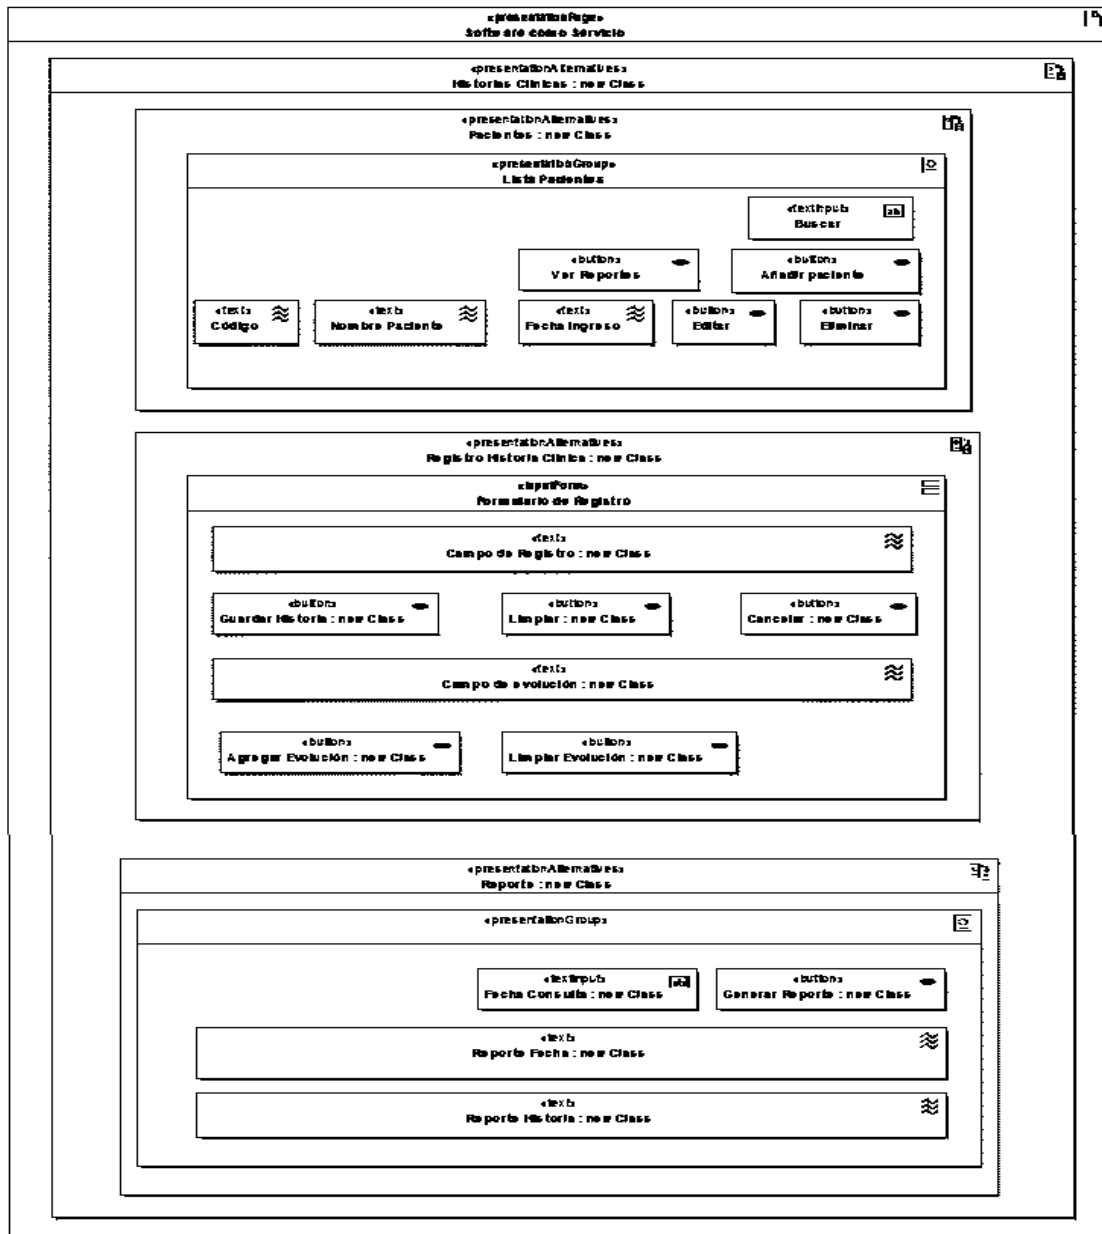 «presentationPage»
Software como Servicio
«presentationAlternatives»
Historias Clínicas : new Class
«presentationAlternatives»
Pacientes : new Class
«presentationGroup»
Lista Pacientes
«textInput»
Buscar
«button»
Ver Reportes
«button»
Añadir paciente
«text»
Código
«text»
Nombre Paciente
«text»
Fecha Ingreso
«button»
Editar
«button»
Eliminar
«presentationAlternatives»
Registro Historia Clínica : new Class
«inputForm»
Formulario de Registro
«text»
Campo de Registro : new Class
«button»
Guardar Historia : new Class
«button»
Limpiar : new Class
«button»
Cancelar : new Class
«text»
Campo de evolución : new Class
«button»
Agregar Evolución : new Class
«button»
Limpiar Evolución : new Class
«presentationAlternatives»
Reporte : new Class
«presentationGroup»
«textInput»
Fecha Consulta : new Class
«button»
Generar Reporte : new Class
«text»
Reporte Fecha : new Class
«text»
Reporte Historia : new Class